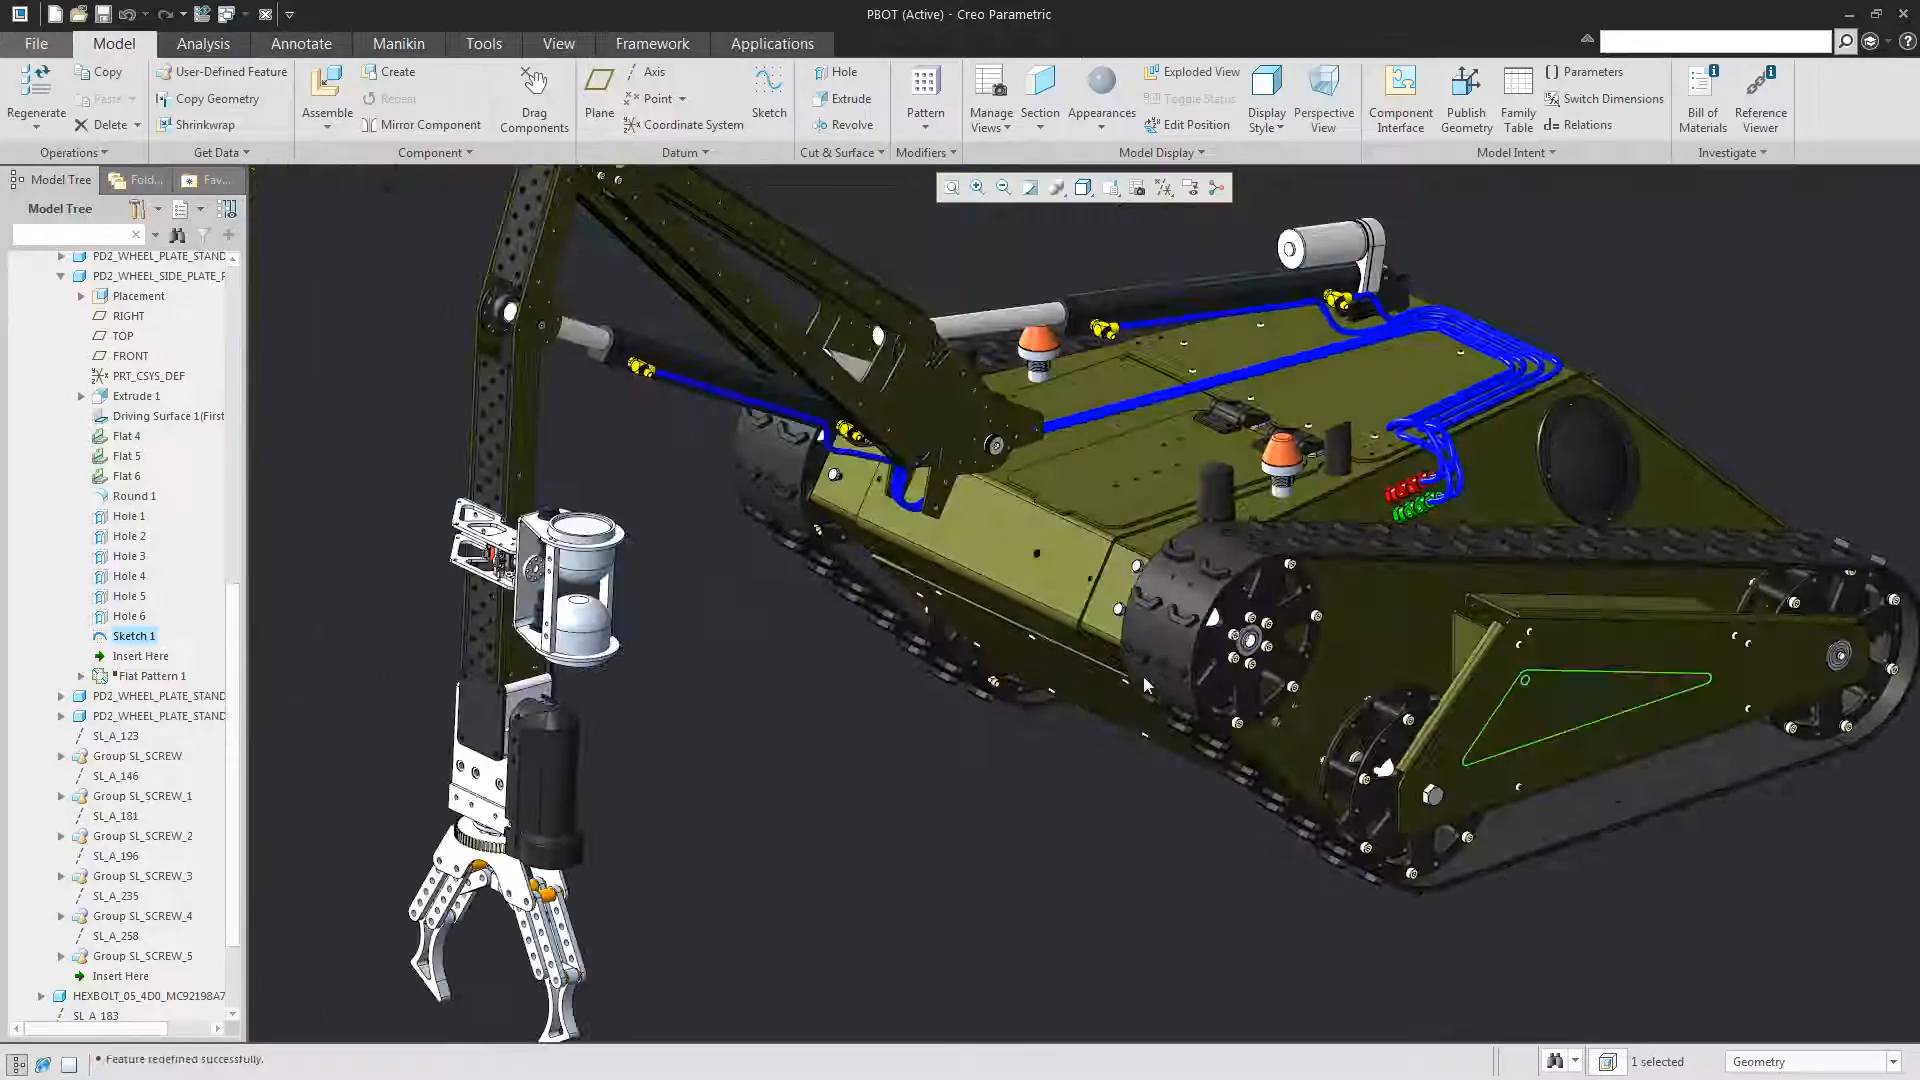 PBOT (Active) - Creo Parametric
File Model Analysis Annotate Manikin Tools View Framework Applications
Regenerate
Copy
Paste
Delete
Operations
User-Defined Feature
Copy Geometry
Shrinkwrap
Get Data
Assemble
Create
Repeat
Mirror Component
Drag
Components
Component
Plane
Axis
Point
Coordinate System
Sketch
Datum
Hole
Extrude
Revolve
Cut & Surface
Pattern
Modifiers
Manage
Views
Section
Appearances
Exploded View
Toggle Status
Edit Position
Display
Style
Perspective
View
Model Display
Component
Interface
Publish
Geometry
Family
Table
Parameters
Switch Dimensions
Relations
Model Intent
Bill of
Materials
Reference
Viewer
Investigate
Model Tree Fold... Fav...
Model Tree
PD2_WHEEL_PLATE_STAND
PD2_WHEEL_SIDE_PLATE_F
Placement
RIGHT
TOP
FRONT
PRT_CSYS_DEF
Extrude 1
Driving Surface 1(First
Flat 4
Flat 5
Flat 6
Round 1
Hole 1
Hole 2
Hole 3
Hole 4
Hole 5
Hole 6
Sketch 1
Insert Here
Flat Pattern 1
PD2_WHEEL_PLATE_STAND
PD2_WHEEL_PLATE_STAND
SL_A_123
Group SL_SCREW
SL_A_146
Group SL_SCREW_1
SL_A_181
Group SL_SCREW_2
SL_A_196
Group SL_SCREW_3
SL_A_235
Group SL_SCREW_4
SL_A_258
Group SL_SCREW_5
Insert Here
HEXBOLT_05_4D0_MC92198A7
SL_A_183
• Feature redefined successfully.
1 selected
Geometry